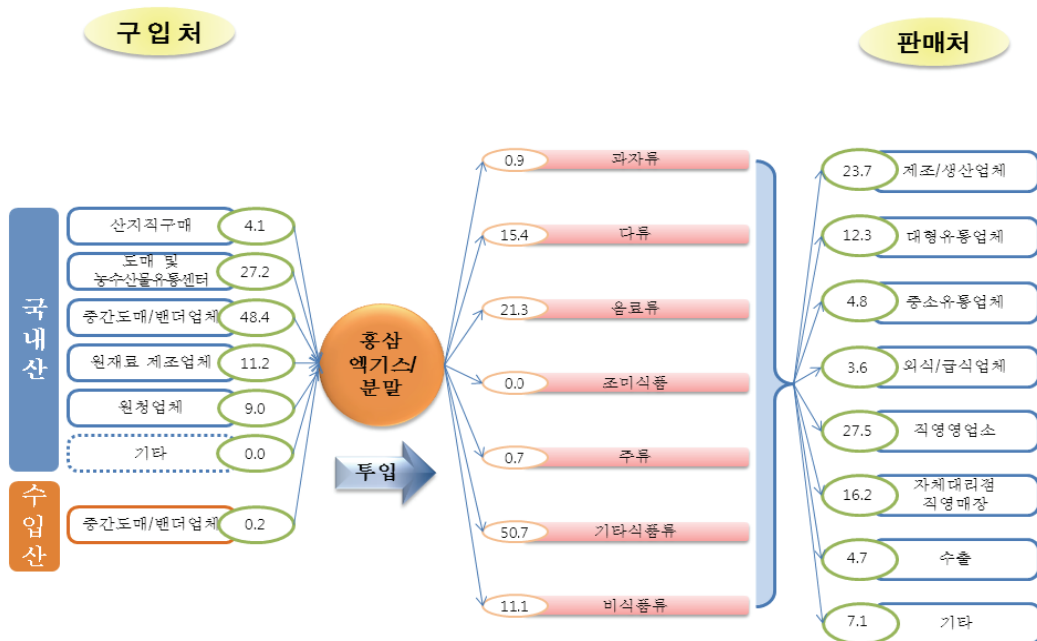 구입처
판매처
국내산
산지직구매 4.1
도매 및
농수산물유통센터 27.2
중간도매/밴더업체 48.4
원재료 제조업체 11.2
원청업체 9.0
기타 0.0
수입산
중간도매/밴더업체 0.2
홍삼
엑기스/
분말
투입
0.9 과자류
15.4 다류
21.3 음료류
0.0 조미식품
0.7 주류
50.7 기타식품류
11.1 비식품류
23.7 제조/생산업체
12.3 대형유통업체
4.8 중소유통업체
3.6 외식/급식업체
27.5 직영영업소
16.2 자체대리점
직영매장
4.7 수출
7.1 기타